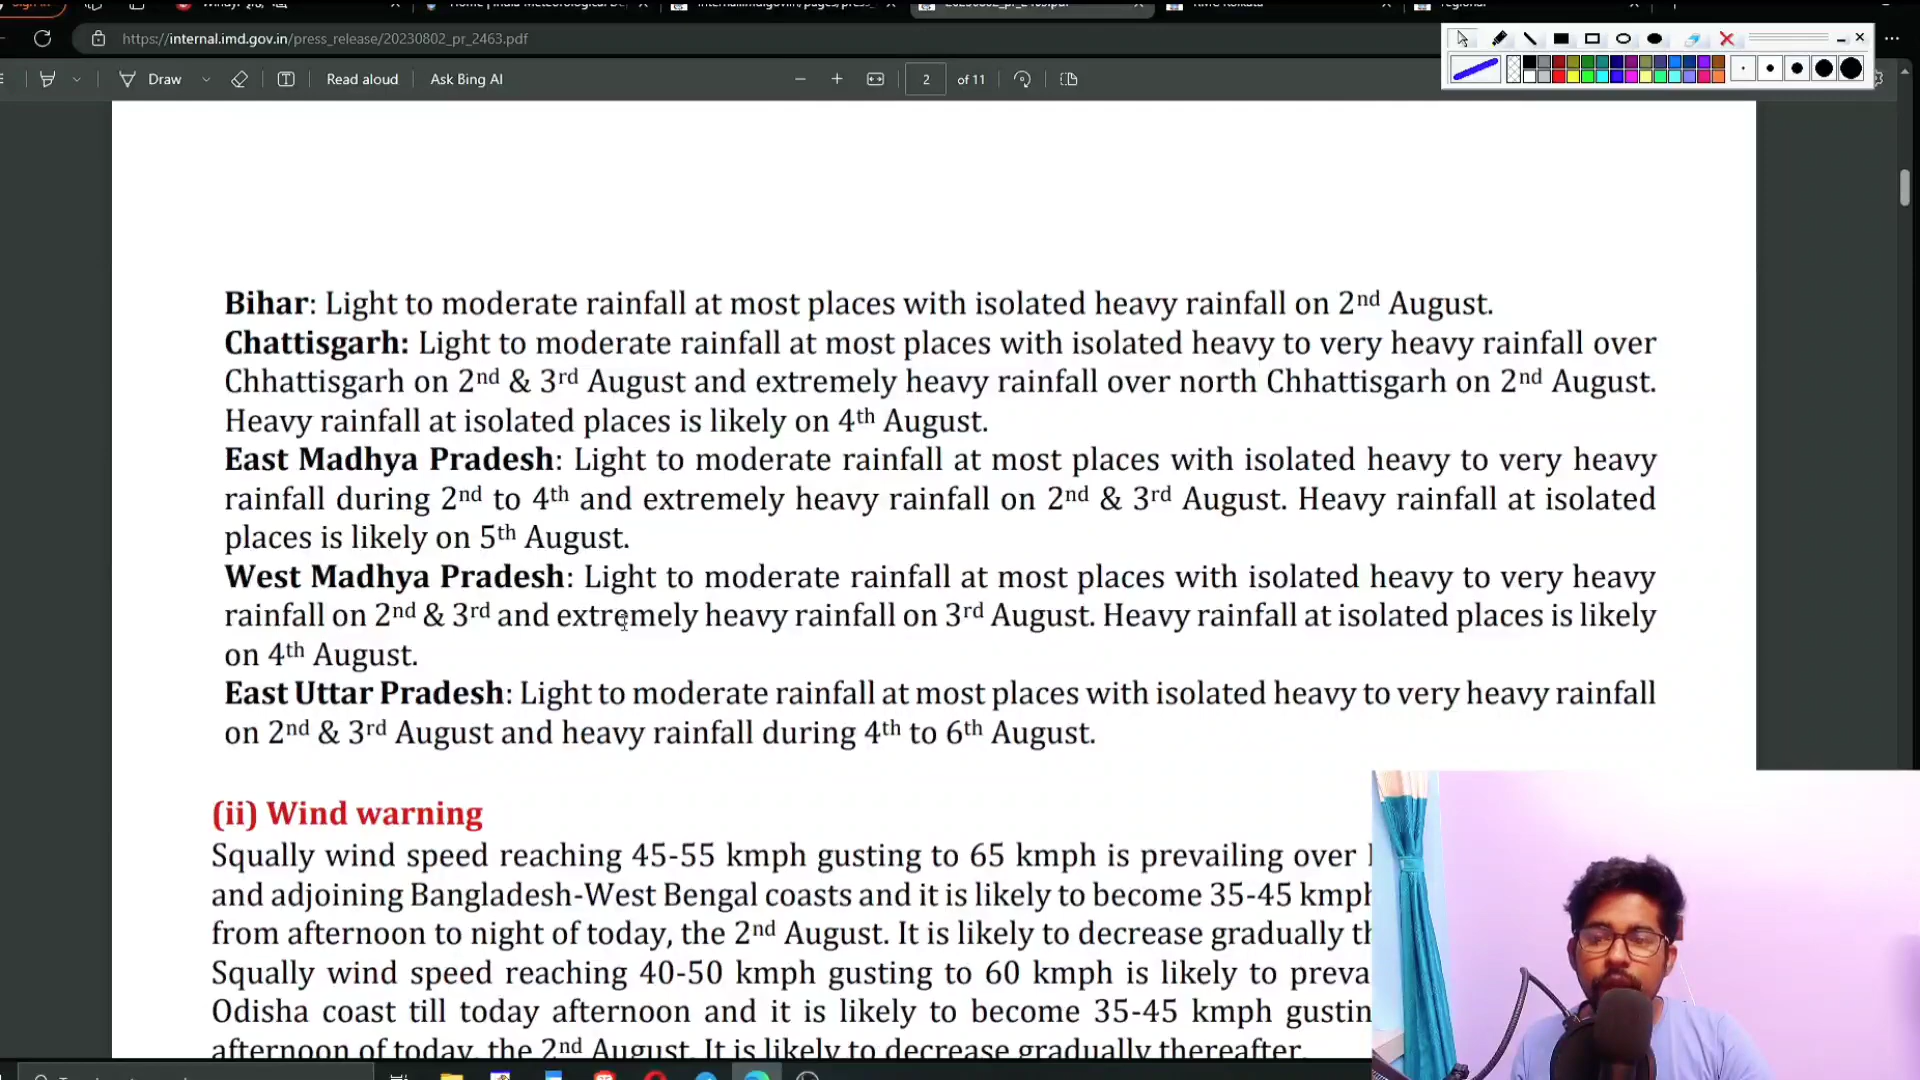 https://internal.imd.gov.in/press_release/20230802_pr_2463.pdf
Draw
Read aloud
Ask Bing AI
2
of 11
Bihar: Light to moderate rainfall at most places with isolated heavy rainfall on 2nd August.
Chattisgarh: Light to moderate rainfall at most places with isolated heavy to very heavy rainfall over
Chhattisgarh on 2nd & 3rd August and extremely heavy rainfall over north Chhattisgarh on 2nd August.
Heavy rainfall at isolated places is likely on 4th August.
East Madhya Pradesh: Light to moderate rainfall at most places with isolated heavy to very heavy
rainfall during 2nd to 4th and extremely heavy rainfall on 2nd & 3rd August. Heavy rainfall at isolated
places is likely on 5th August.
West Madhya Pradesh: Light to moderate rainfall at most places with isolated heavy to very heavy
rainfall on 2nd & 3rd and extremely heavy rainfall on 3rd August. Heavy rainfall at isolated places is likely
on 4th August.
East Uttar Pradesh: Light to moderate rainfall at most places with isolated heavy to very heavy rainfall
on 2nd & 3rd August and heavy rainfall during 4th to 6th August.
(ii) Wind warning
Squally wind speed reaching 45-55 kmph gusting to 65 kmph is prevailing over
and adjoining Bangladesh-West Bengal coasts and it is likely to become 35-45 kmph
from afternoon to night of today, the 2nd August. It is likely to decrease gradually
Squally wind speed reaching 40-50 kmph gusting to 60 kmph is likely to
Odisha coast till today afternoon and it is likely to become 35-45 kmph
afternoon of today, the 2nd August. It is likely to decrease gradually thereafter.